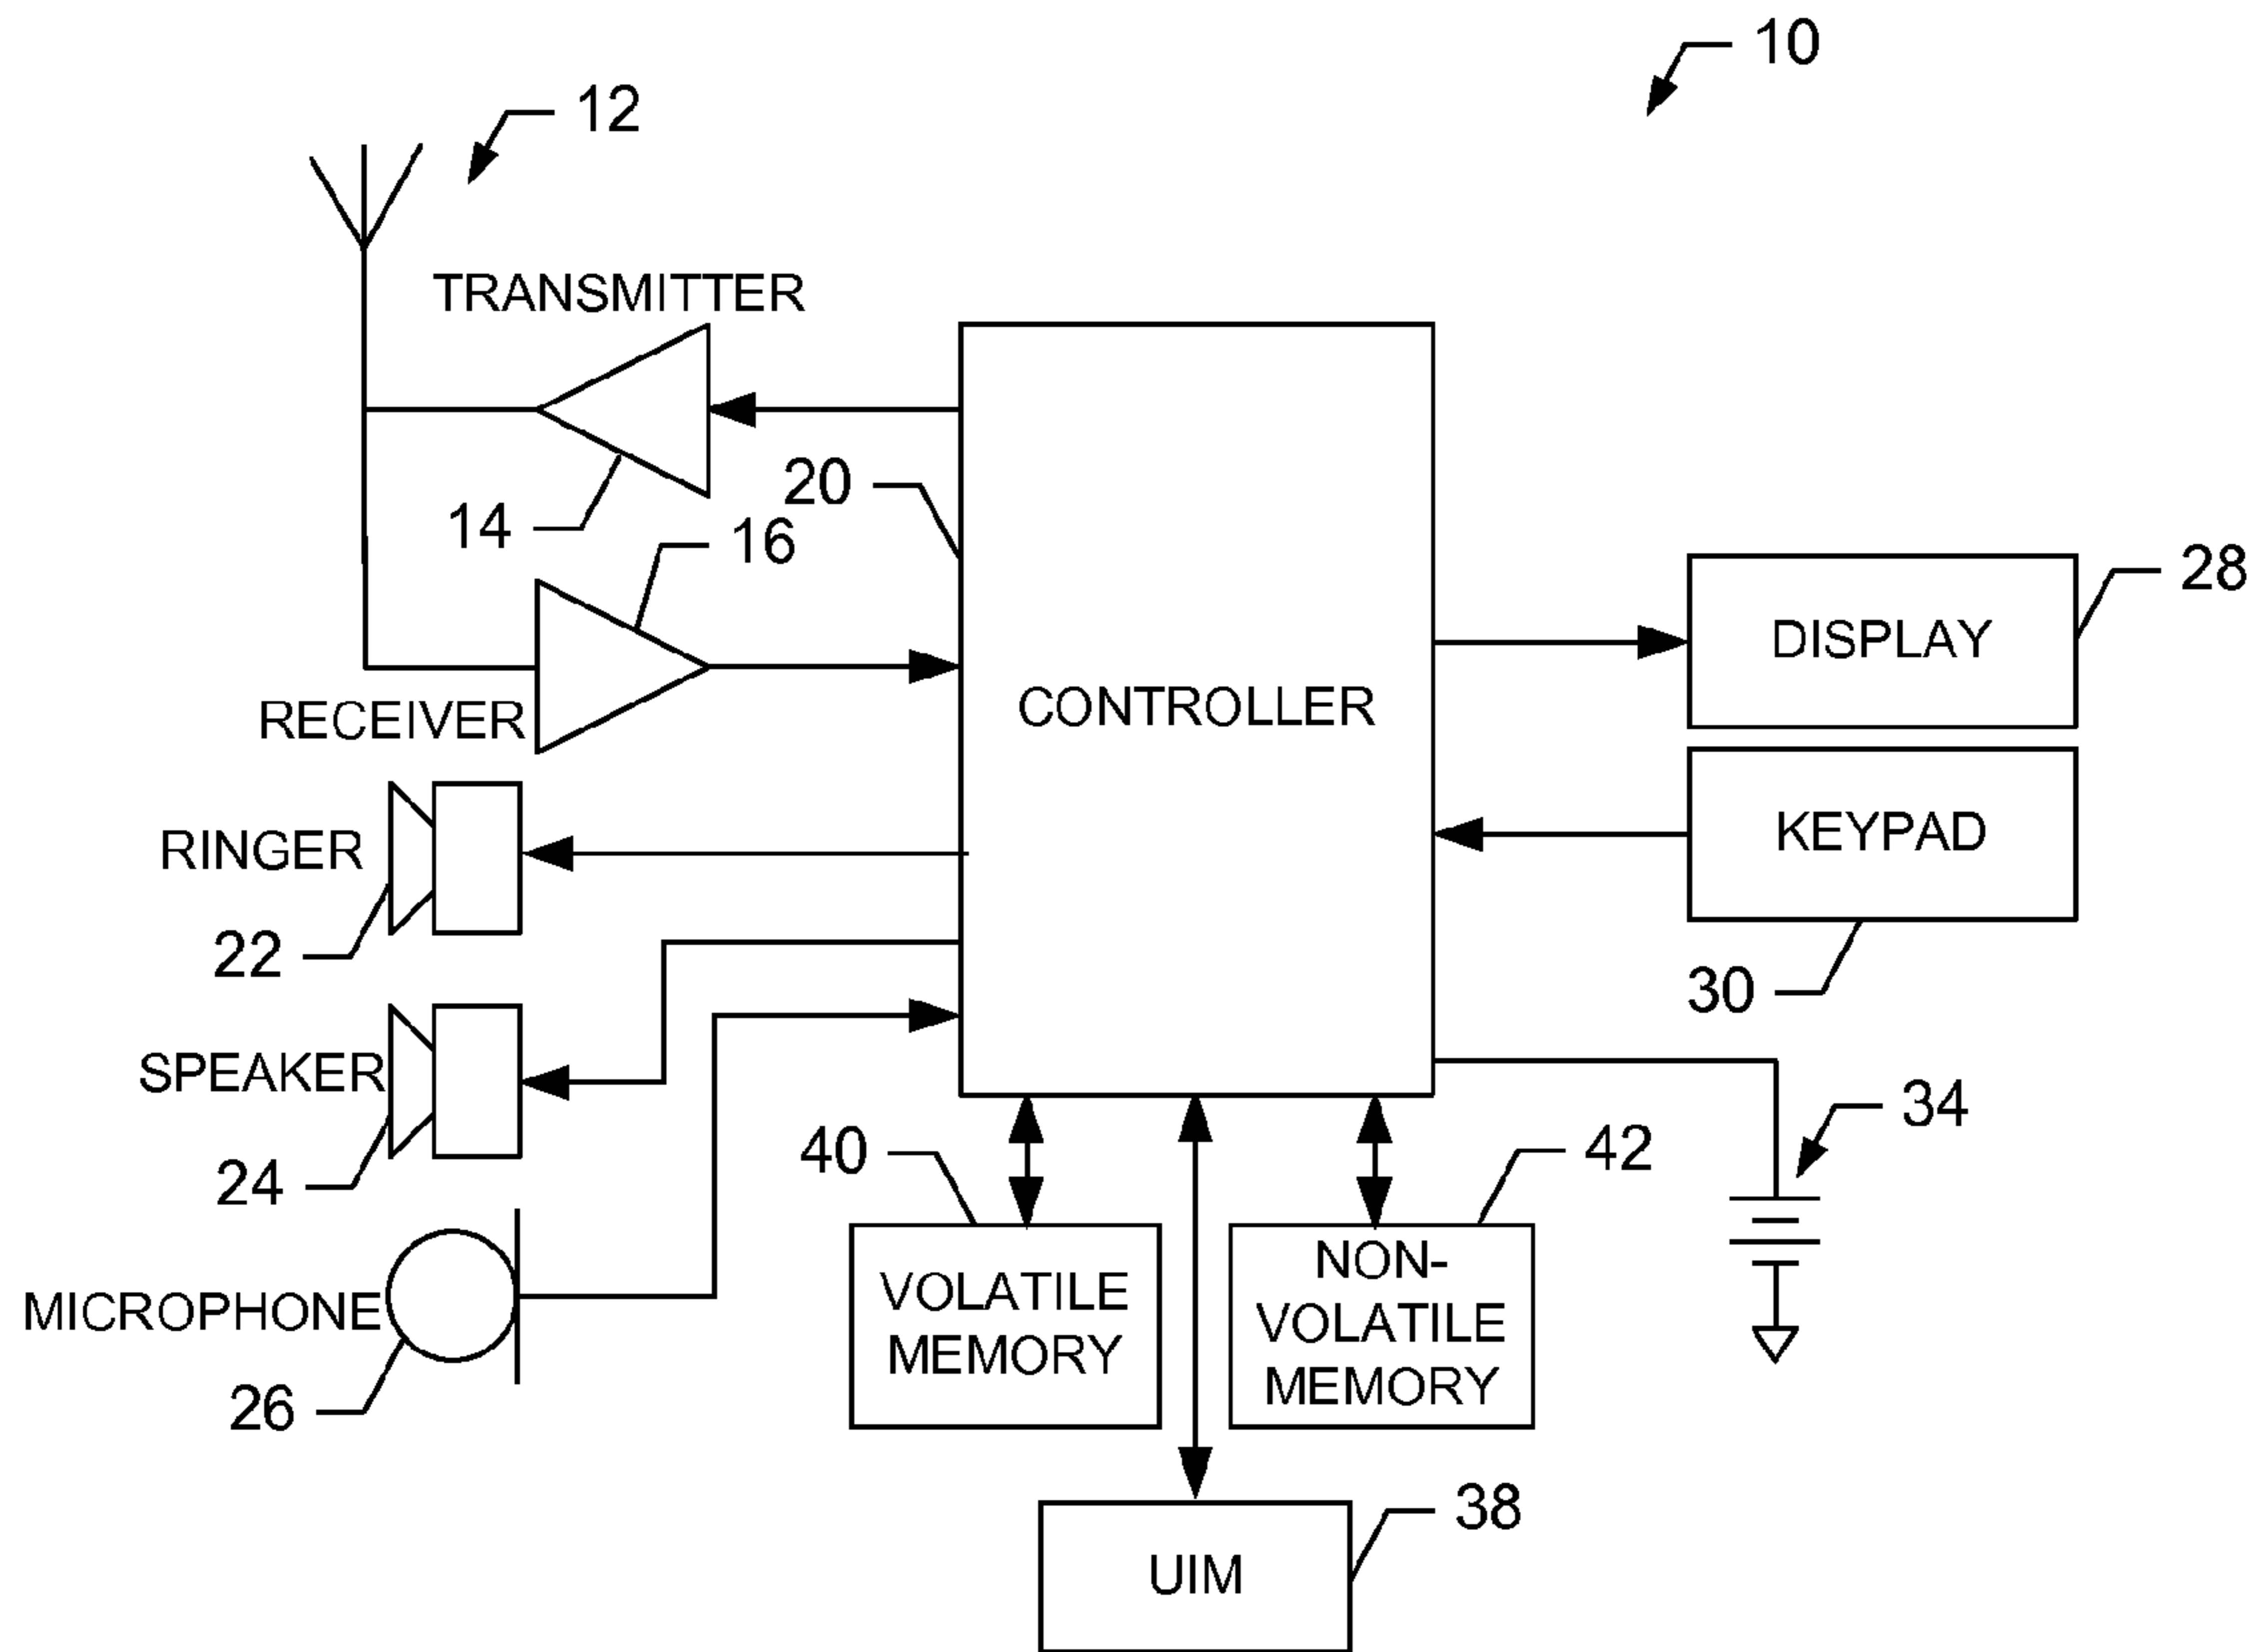 10
12
TRANSMITTER
14
16
20
RECEIVER
CONTROLLER
DISPLAY
28
KEYPAD
30
RINGER
22
SPEAKER
24
MICROPHONE
26
40
VOLATILE
MEMORY
42
NON-
VOLATILE
MEMORY
34
38
UIM